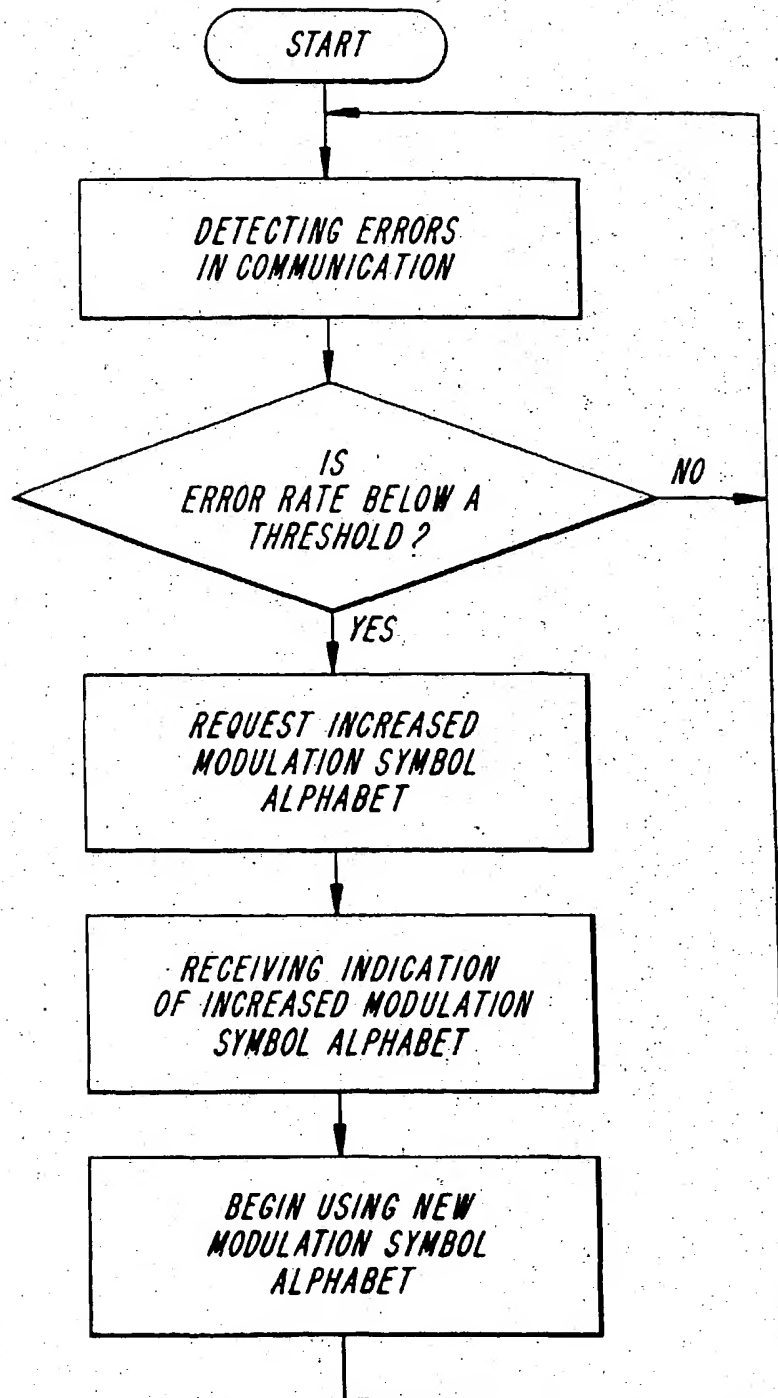 START
DETECTING ERRORS
IN COMMUNICATION
IS
ERROR RATE BELOW A
THRESHOLD?
NO
YES
REQUEST INCREASED
MODULATION SYMBOL
ALPHABET
RECEIVING INDICATION
OF INCREASED MODULATION
SYMBOL ALPHABET
BEGIN USING NEW
MODULATION SYMBOL
ALPHABET